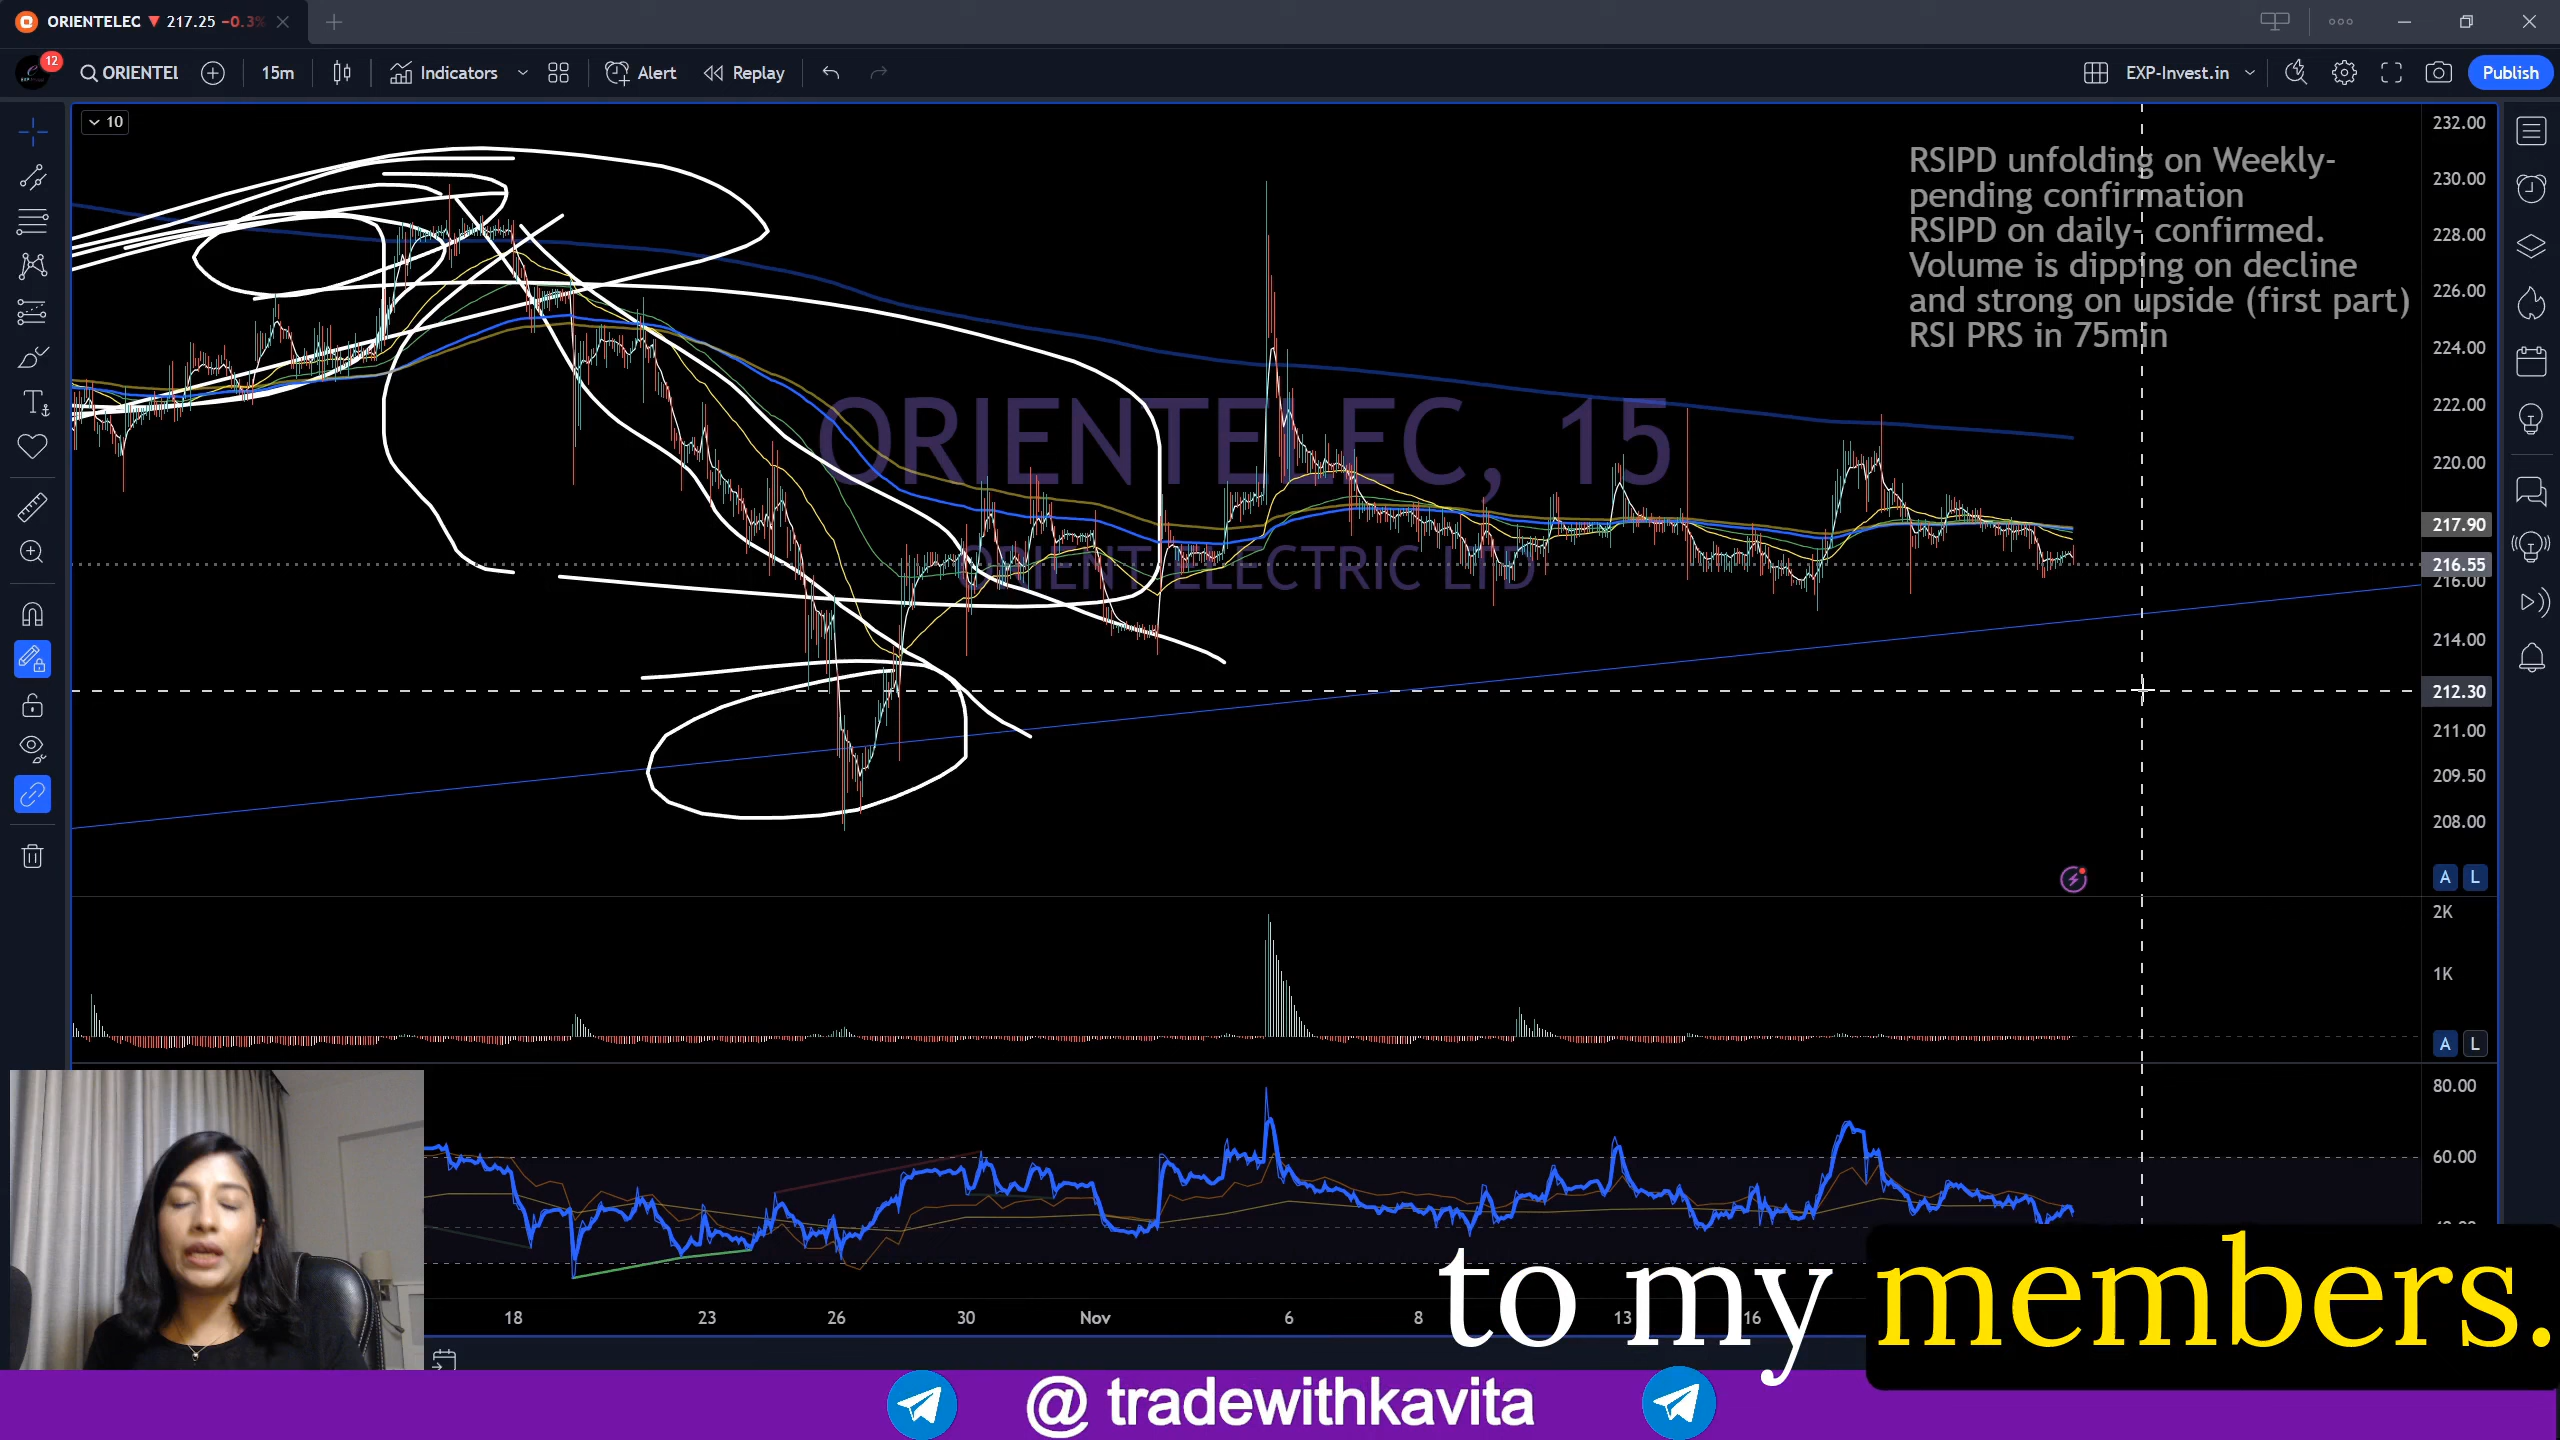 ORIENTELEC ▼ 217.25 −0.3%
12
ORIENTEL
15m
Indicators
Alert
Replay
EXP-Invest.in
Publish
10
RSIPD unfolding on Weekly-
pending confirmation
RSIPD on daily- confirmed.
Volume is dipping on decline
and strong on upside (first part)
RSI PRS in 75min
ORIENTELEC, 15
ORIENT ELECTRIC LTD
232.00
230.00
228.00
226.00
224.00
222.00
220.00
217.90
216.55
216.00
214.00
212.30
211.00
209.50
208.00
A L
2K
1K
A L
80.00
60.00
18 23 26 30 Nov 6 8 13 16
to my members.
@ tradewithkavita